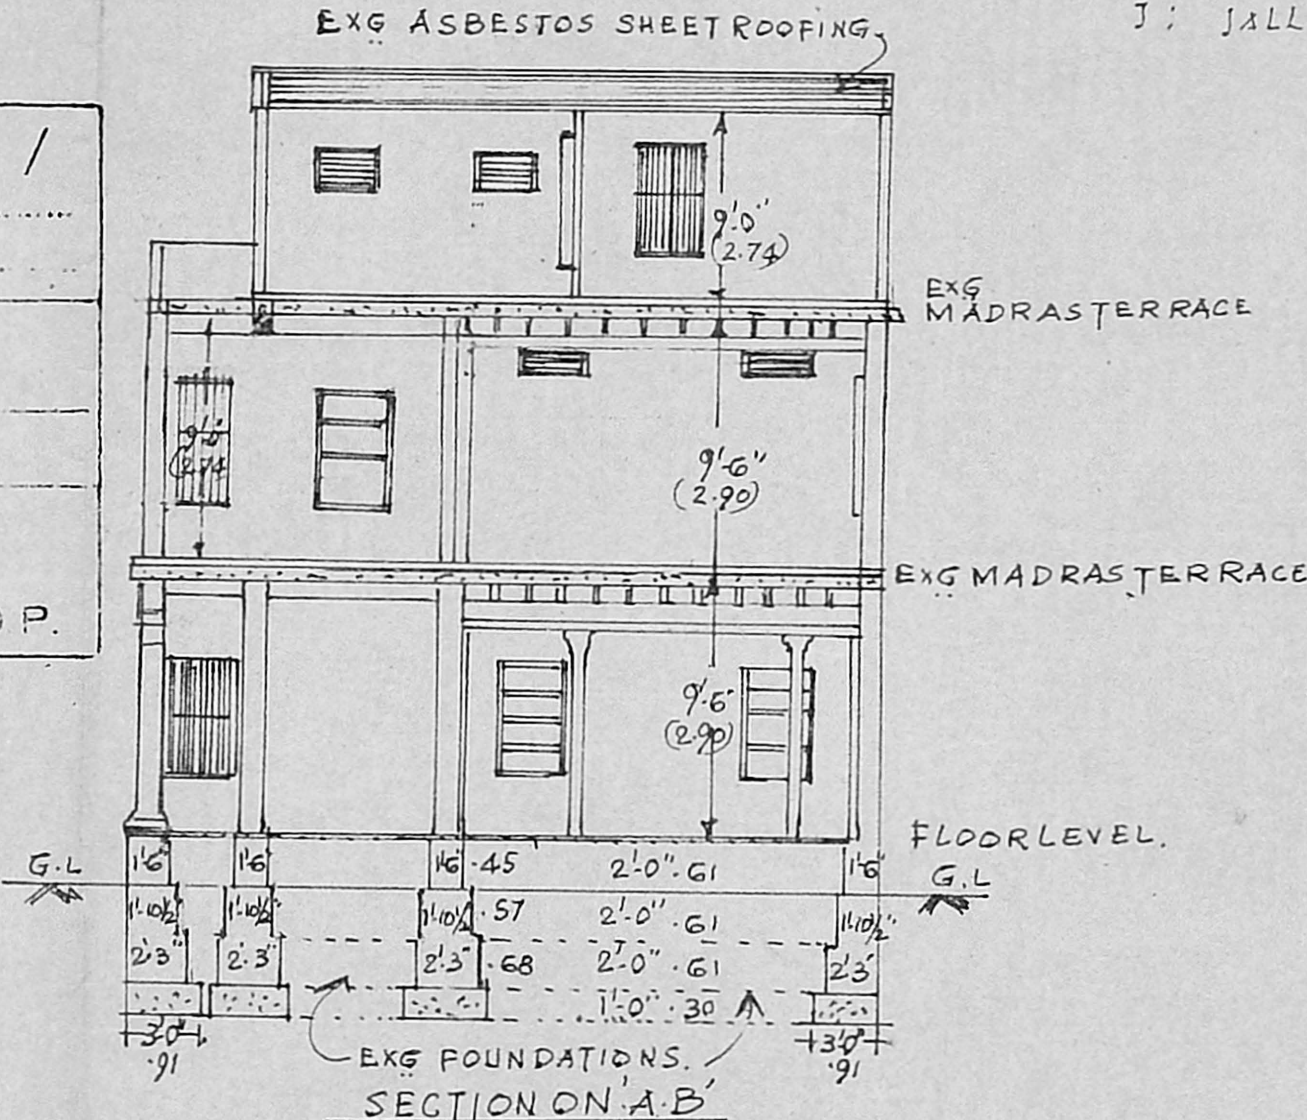 EXG ASBESTOS SHEET ROOFING
J : JALL
/
9'-0"
(2.74)
EXG
MADRAS TERRACE
9'-0"
(2.74
9'-6"
(2.90)
EXG MADRAS TERRACE
P.
9'-6"
(2.90)
FLOOR LEVEL.
G.L
1'6" 1'6" 1'6" .45 2'-0" .61 1'6"
G.L
1'-10½" 1'-10½" 1'-10½" .57 2'-0" .61 1'-10½"
2'3" 2'.3" 2'.3" .68 2'-0" .61 2'3"
1'-0" .30
3'0" 3'0"
.91 .91
EXG FOUNDATIONS.
SECTION ON 'A.B'